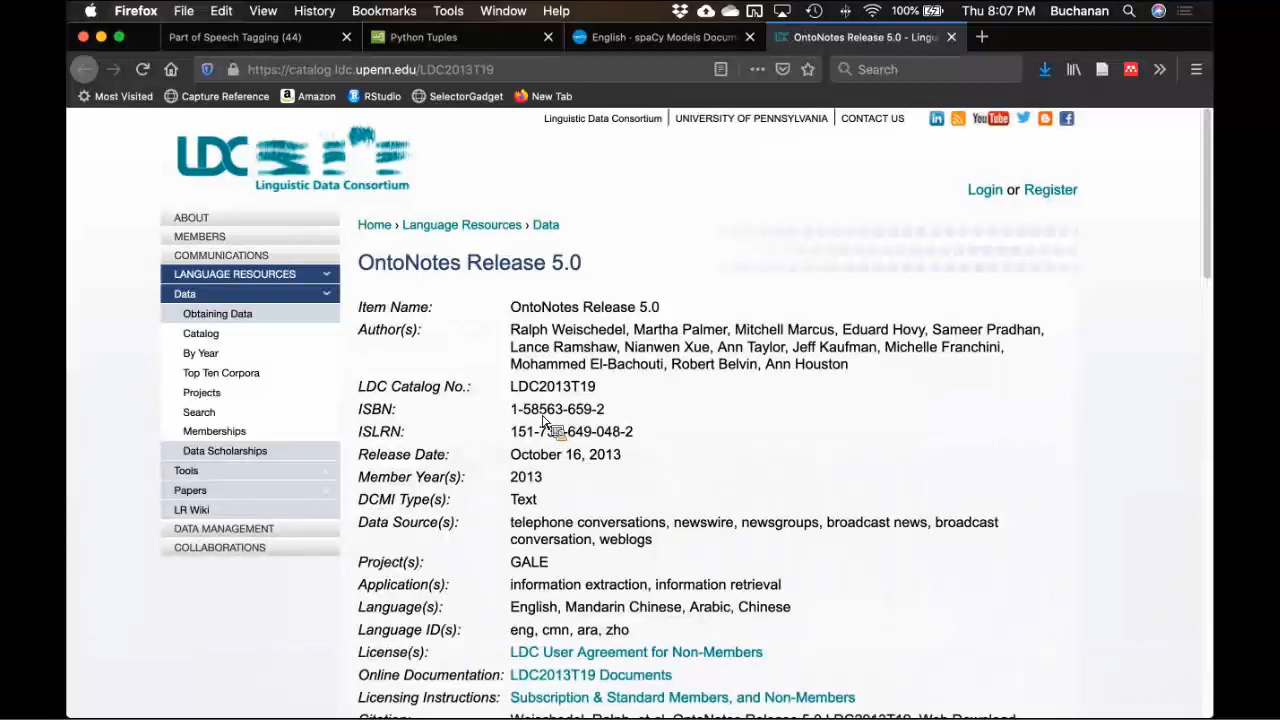 Firefox File Edit View History Bookmarks Tools Window Help 100% Thu 8:07 PM Buchanan
Part of Speech Tagging (44) Python Tuples English - spaCy Models Docum OntoNotes Release 5.0 - Lingu
https://catalog.ldc.upenn.edu/LDC2013T19 Search
Most Visited Capture Reference Amazon RStudio SelectorGadget New Tab
Linguistic Data Consortium UNIVERSITY OF PENNSYLVANIA CONTACT US
LDC
Linguistic Data Consortium
Login or Register
ABOUT
MEMBERS
COMMUNICATIONS
LANGUAGE RESOURCES
Data
Obtaining Data
Catalog
By Year
Top Ten Corpora
Projects
Search
Memberships
Data Scholarships
Tools
Papers
LR Wiki
DATA MANAGEMENT
COLLABORATIONS
Home › Language Resources › Data
OntoNotes Release 5.0
Item Name: OntoNotes Release 5.0
Author(s): Ralph Weischedel, Martha Palmer, Mitchell Marcus, Eduard Hovy, Sameer Pradhan,
Lance Ramshaw, Nianwen Xue, Ann Taylor, Jeff Kaufman, Michelle Franchini,
Mohammed El-Bachouti, Robert Belvin, Ann Houston
LDC Catalog No.: LDC2013T19
ISBN: 1-58563-659-2
ISLRN:
Release Date: October 16, 2013
Member Year(s): 2013
DCMI Type(s): Text
Data Source(s): telephone conversations, newswire, newsgroups, broadcast news, broadcast
conversation, weblogs
Project(s): GALE
Application(s): information extraction, information retrieval
Language(s): English, Mandarin Chinese, Arabic, Chinese
Language ID(s): eng, cmn, ara, zho
License(s): LDC User Agreement for Non-Members
Online Documentation: LDC2013T19 Documents
Licensing Instructions: Subscription & Standard Members, and Non-Members